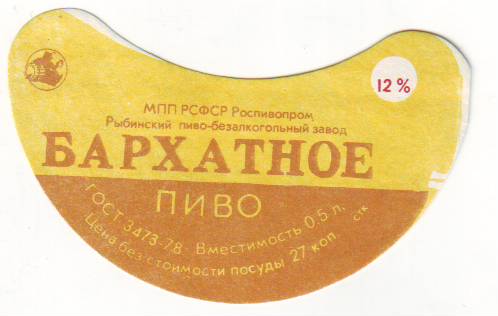 12 %
МПП РСФСР Роспивопром
Рыбинский пиво-безалкогольный завод
БАРХАТНОЕ
ПИВО
ГОСТ 3473-78· Вместимость 0,5 л.
Цена без стоимости посуды 27 коп
стк